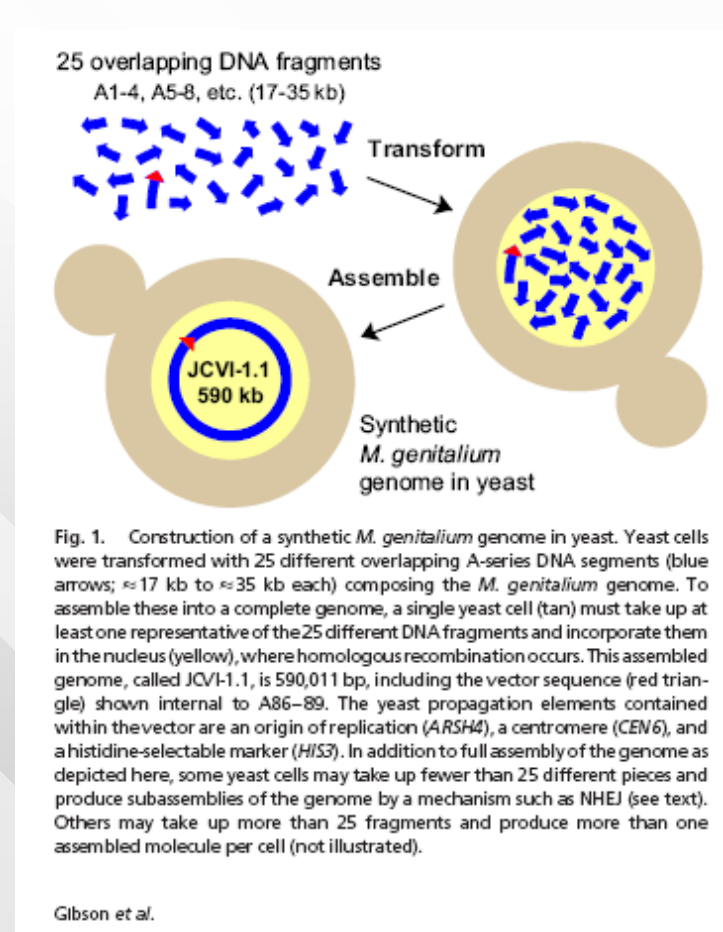 25 overlapping DNA fragments
A1-4, A5-8, etc. (17-35 kb)
Transform
Assemble
JCVI-1.1
590 kb
Synthetic
M. genitalium
genome in yeast
Fig. 1. Construction of a synthetic M. genitalium genome in yeast. Yeast cells
were transformed with 25 different overlapping A-series DNA segments (blue
arrows; ≈17 kb to ≈35 kb each) composing the M. genitalium genome. To
assemble these into a complete genome, a single yeast cell (tan) must take up at
least one representative of the 25 different DNA fragments and incorporate them
in the nucleus (yellow), where homologous recombination occurs. This assembled
genome, called JCVI-1.1, is 590,011 bp, including the vector sequence (red trian-
gle) shown internal to A86–89. The yeast propagation elements contained
within the vector are an origin of replication (ARSH4), a centromere (CEN6), and
a histidine-selectable marker (HIS3). In addition to full assembly of the genome as
depicted here, some yeast cells may take up fewer than 25 different pieces and
produce subassemblies of the genome by a mechanism such as NHEJ (see text).
Others may take up more than 25 fragments and produce more than one
assembled molecule per cell (not illustrated).
Gibson et al.